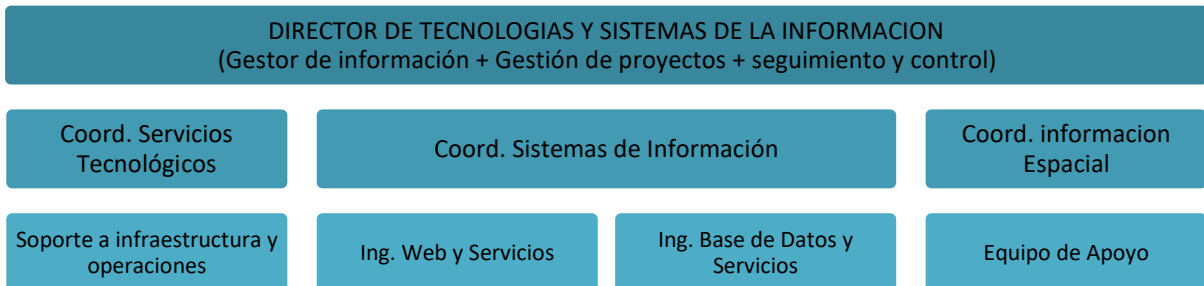 DIRECTOR DE TECNOLOGIAS Y SISTEMAS DE LA INFORMACION
(Gestor de información + Gestión de proyectos + seguimiento y control)
Coord. Servicios
Tecnológicos
Coord. Sistemas de Información
Coord. informacion
Espacial
Soporte a infraestructura y
operaciones
Ing. Web y Servicios
Ing. Base de Datos y
Servicios
Equipo de Apoyo